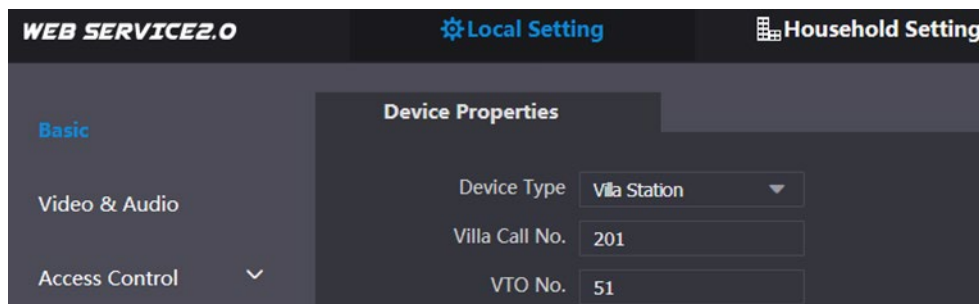 WEB SERVICE2.0
Local Setting
Household Setting
Basic
Video & Audio
Access Control
Device Properties
Device Type Villa Station
Villa Call No. 201
VTO No. 51